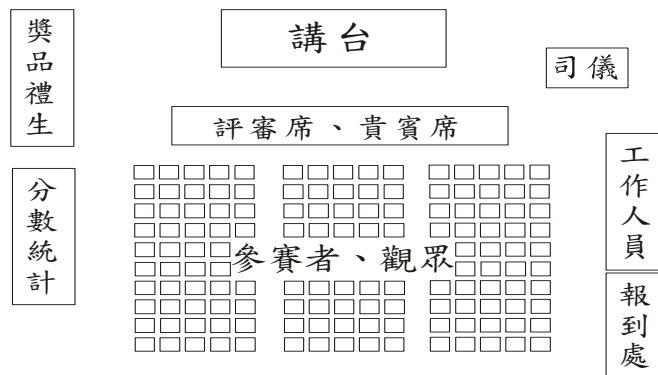 講台
獎品禮生
司儀
評審席、貴賓席
分數統計
工作人員
參賽者、觀眾
報到處